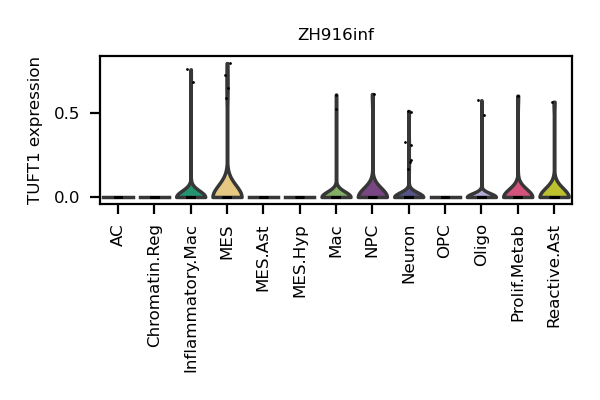 ZH916inf
TUFT1 expression
0.5
0.0
AC
Chromatin.Reg
Inflammatory.Mac
MES
MES.Ast
MES.Hyp
Mac
NPC
Neuron
OPC
Oligo
Prolif.Metab
Reactive.Ast